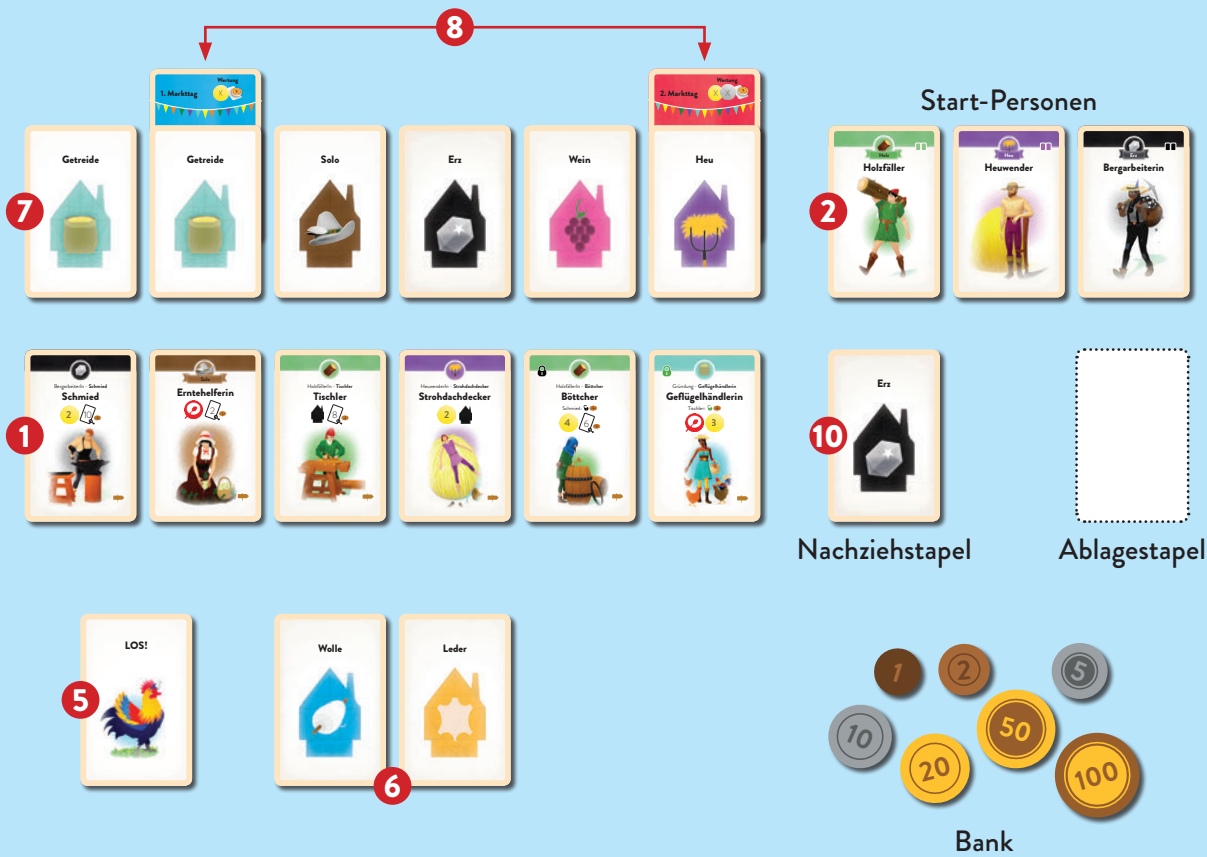 8
1. Markttag
Wertung
X
2. Markttag
Wertung
X X
Start-Personen
7
Getreide
Getreide
Solo
Erz
Wein
Heu
2
Holz
Holzfäller
Heu
Heuwender
Erz
Bergarbeiterin
1
BergarbeiterIn – Schmied
Schmied
2 10
Solo
Erntehelferin
2
HolzfällerIn – Tischler
Tischler
8
HeuwenderIn – Strohdachdecker
Strohdachdecker
2
HolzfällerIn – Böttcher
Böttcher
Schmied:
4 6
Gründung – Geflügelhändlerin
Geflügelhändlerin
Tischler:
3
10
Erz
Nachziehstapel
Ablagestapel
5
LOS!
6
Wolle
Leder
1
2
5
10
20
50
100
Bank